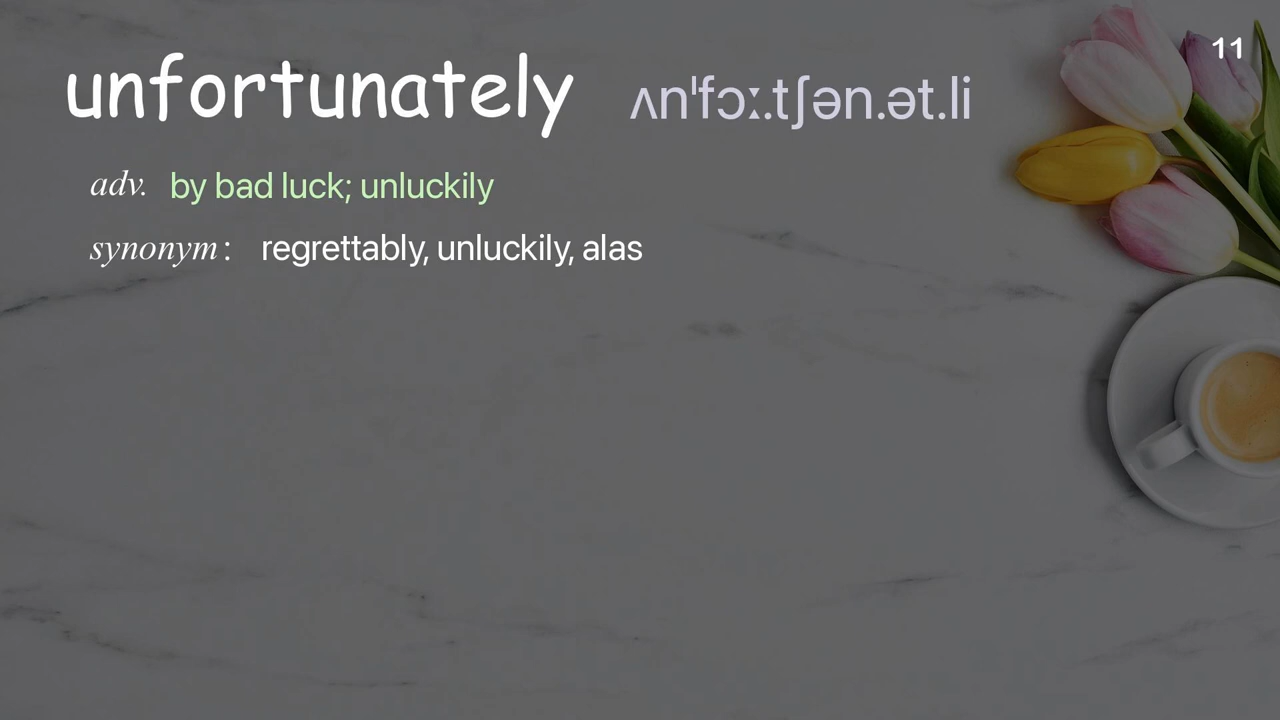 11
unfortunately ʌnˈfɔː.tʃən.ət.li
adv. by bad luck; unluckily
synonym : regrettably, unluckily, alas